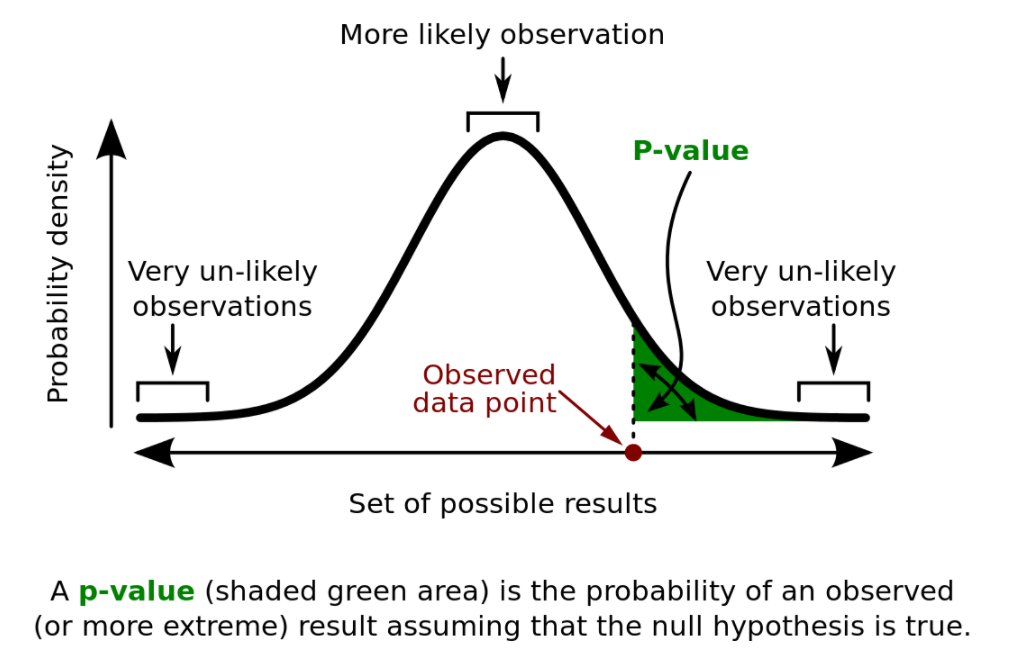 More likely observation
P-value
Probability density
Very un-likely
observations
Very un-likely
observations
Observed
data point
Set of possible results
A p-value (shaded green area) is the probability of an observed
(or more extreme) result assuming that the null hypothesis is true.